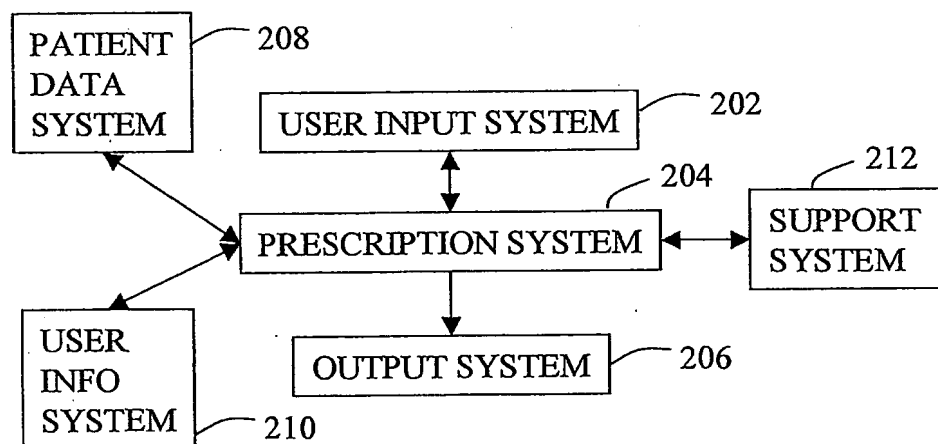 PATIENT
DATA
SYSTEM
208
USER INPUT SYSTEM
202
PRESCRIPTION SYSTEM
204
SUPPORT
SYSTEM
212
USER
INFO
SYSTEM
210
OUTPUT SYSTEM
206